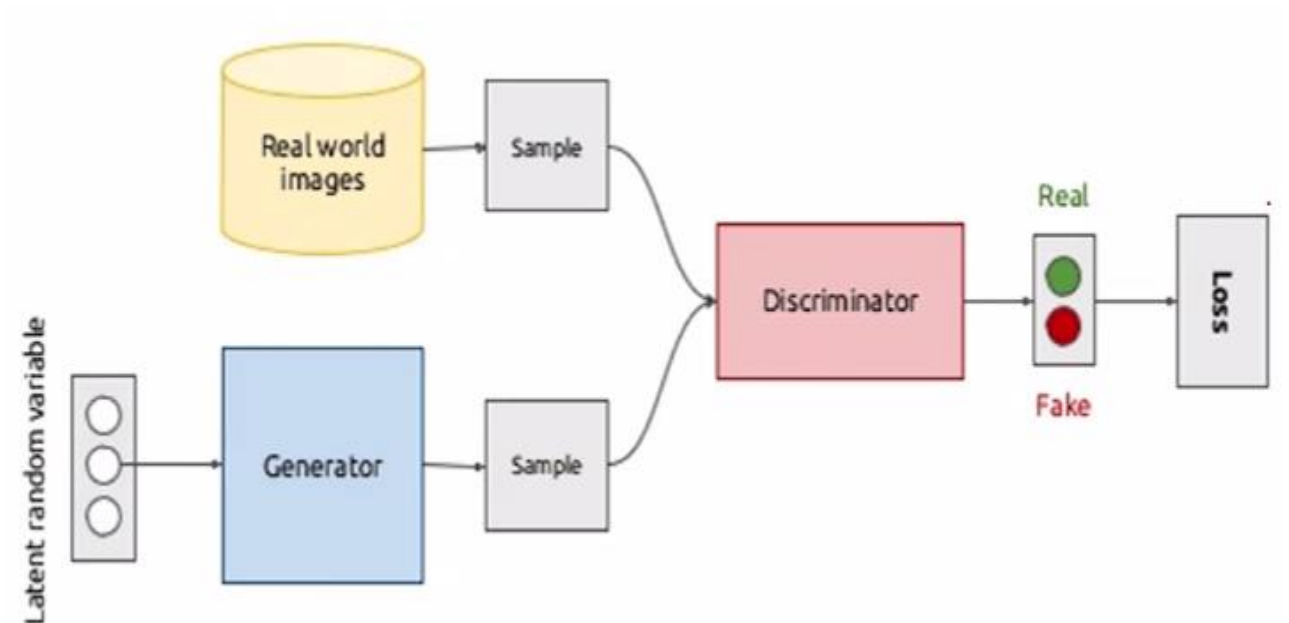 Real world
images
Sample
Real
Discriminator
Loss
Fake
Latent random variable
Generator
Sample